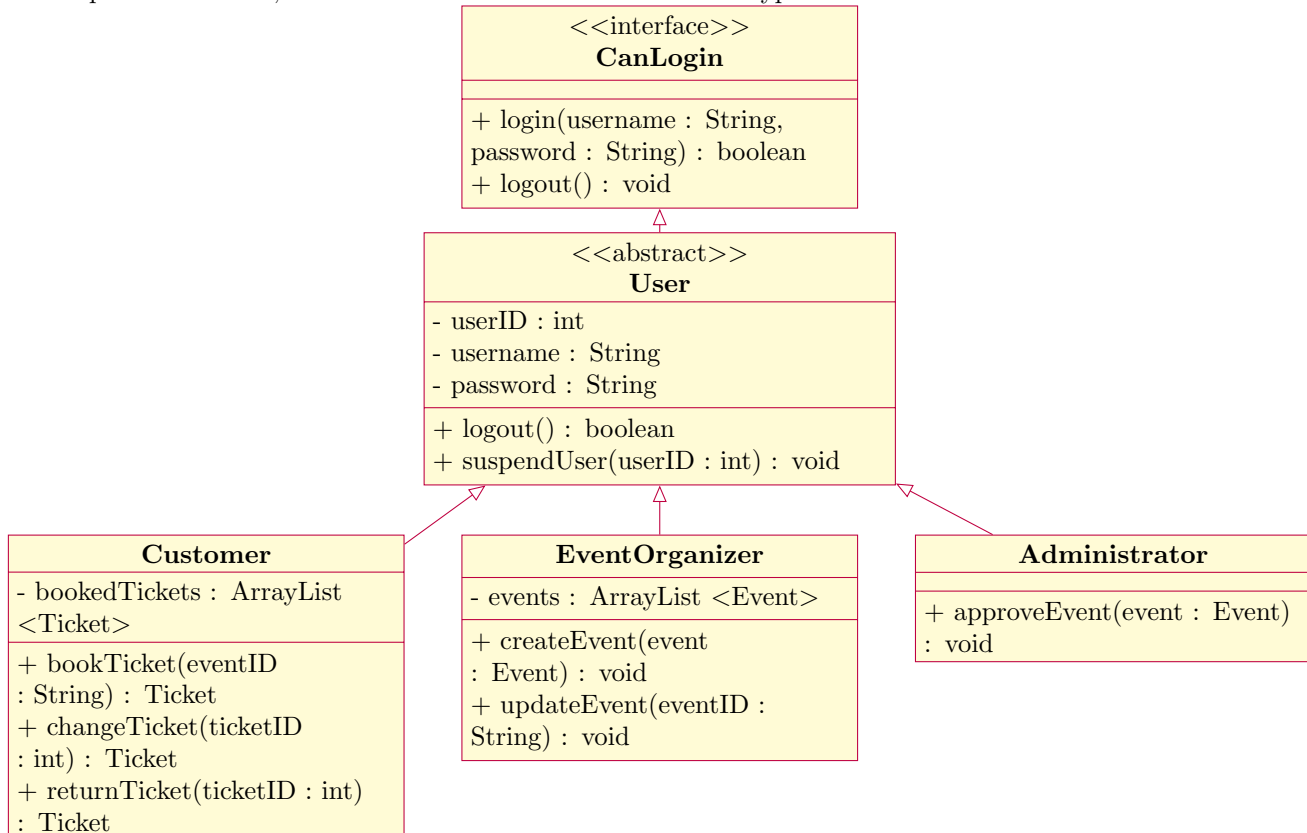 <<interface>>
CanLogin
+ login(username : String,
password : String) : boolean
+ logout() : void
<<abstract>>
User
- userID : int
- username : String
- password : String
+ logout() : boolean
+ suspendUser(userID : int) : void
Customer
- bookedTickets : ArrayList
<Ticket>
+ bookTicket(eventID
: String) : Ticket
+ changeTicket(ticketID
: int) : Ticket
+ returnTicket(ticketID : int)
: Ticket
EventOrganizer
- events : ArrayList <Event>
+ createEvent(event
: Event) : void
+ updateEvent(eventID :
String) : void
Administrator
+ approveEvent(event : Event)
: void